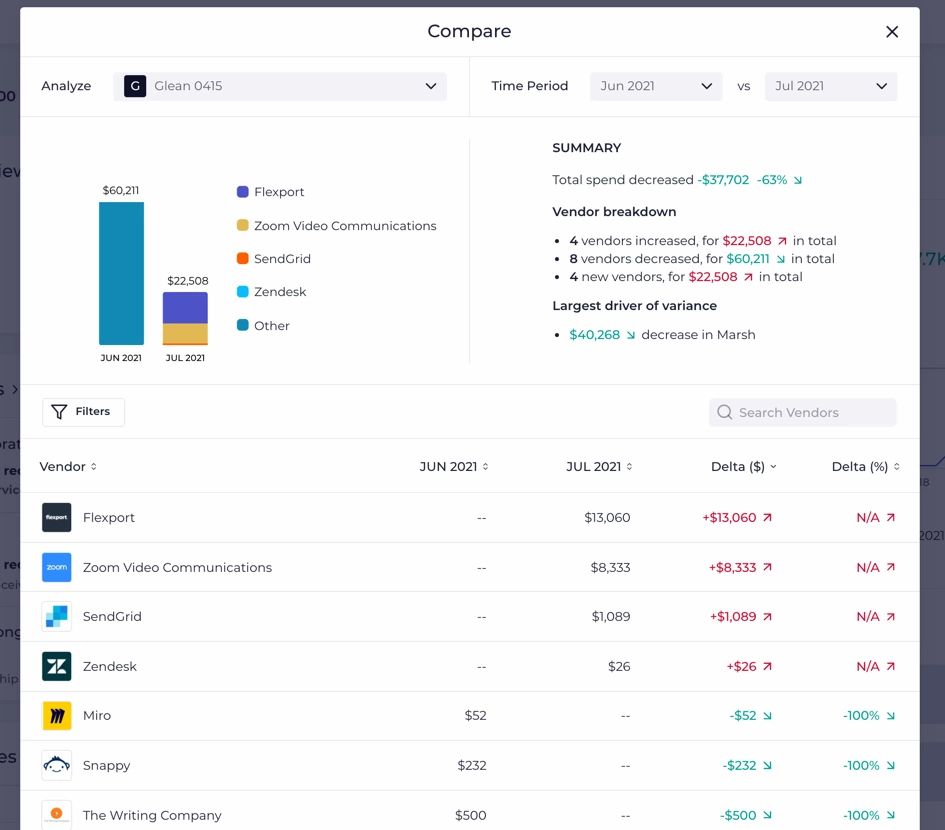 Compare
Analyze G Glean 0415 Time Period Jun 2021 vs Jul 2021
$60,211
$22,508
JUN 2021 JUL 2021
Flexport
Zoom Video Communications
SendGrid
Zendesk
Other
SUMMARY
Total spend decreased -$37,702 -63%
Vendor breakdown
• 4 vendors increased, for $22,508 in total
• 8 vendors decreased, for $60,211 in total
• 4 new vendors, for $22,508 in total
Largest driver of variance
• $40,268 decrease in Marsh
Filters Search Vendors
Vendor JUN 2021 JUL 2021 Delta ($) Delta (%)
flexport Flexport -- $13,060 +$13,060 N/A
zoom Zoom Video Communications -- $8,333 +$8,333 N/A
SendGrid -- $1,089 +$1,089 N/A
Zendesk -- $26 +$26 N/A
Miro $52 -- -$52 -100%
Snappy $232 -- -$232 -100%
The Writing Company $500 -- -$500 -100%